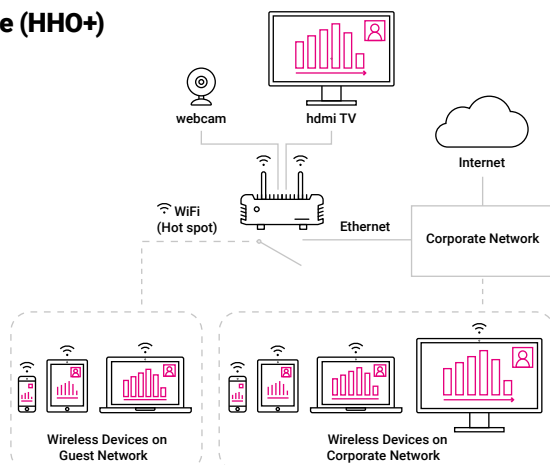 e (HHO+)
webcam
hdmi TV
Internet
WiFi
(Hot spot)
Ethernet
Corporate Network
Wireless Devices on
Guest Network
Wireless Devices on
Corporate Network